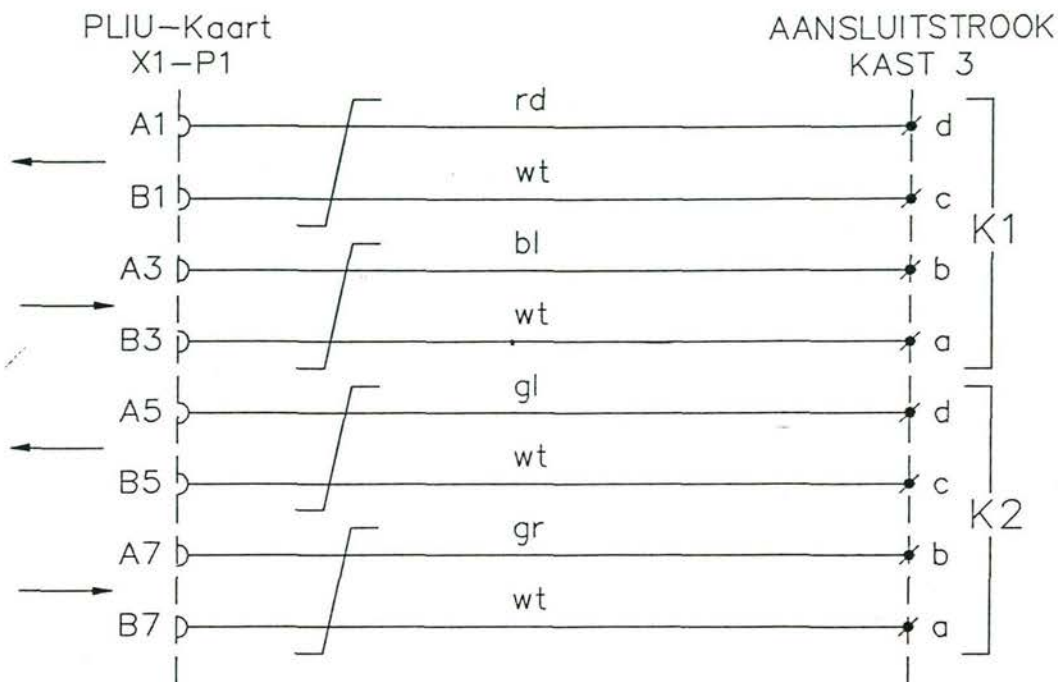 PLIU-Kaart
X1-P1
AANSLUITSTROOK
KAST 3
A1 rd d
B1 wt c
K1
A3 bl b
B3 wt a
A5 gl d
B5 wt c
K2
A7 gr b
B7 wt a